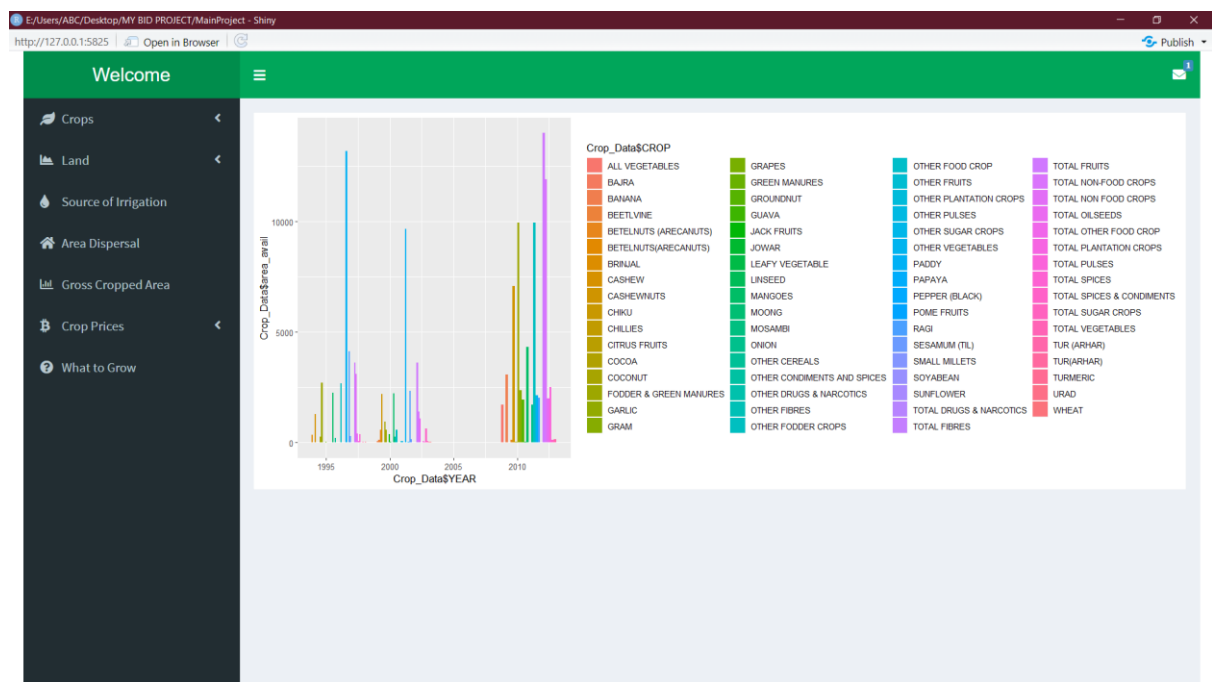 E:/Users/ABC/Desktop/MY BID PROJECT/MainProject - Shiny
http://127.0.0.1:5825
Open in Browser
Publish
Welcome
1
Crops
Land
Source of Irrigation
Area Dispersal
Gross Cropped Area
Crop Prices
What to Grow
10000
5000
0
Crop_Data$area_avail
1995 2000 2005 2010
Crop_Data$YEAR
Crop_Data$CROP
ALL VEGETABLES
BAJRA
BANANA
BEETLVINE
BETELNUTS (ARECANUTS)
BETELNUTS(ARECANUTS)
BRINJAL
CASHEW
CASHEWNUTS
CHIKU
CHILLIES
CITRUS FRUITS
COCOA
COCONUT
FODDER & GREEN MANURES
GARLIC
GRAM
GRAPES
GREEN MANURES
GROUNDNUT
GUAVA
JACK FRUITS
JOWAR
LEAFY VEGETABLE
LINSEED
MANGOES
MOONG
MOSAMBI
ONION
OTHER CEREALS
OTHER CONDIMENTS AND SPICES
OTHER DRUGS & NARCOTICS
OTHER FIBRES
OTHER FODDER CROPS
OTHER FOOD CROP
OTHER FRUITS
OTHER PLANTATION CROPS
OTHER PULSES
OTHER SUGAR CROPS
OTHER VEGETABLES
PADDY
PAPAYA
PEPPER (BLACK)
POME FRUITS
RAGI
SESAMUM (TIL)
SMALL MILLETS
SOYABEAN
SUNFLOWER
TOTAL DRUGS & NARCOTICS
TOTAL FIBRES
TOTAL FRUITS
TOTAL NON-FOOD CROPS
TOTAL NON FOOD CROPS
TOTAL OILSEEDS
TOTAL OTHER FOOD CROP
TOTAL PLANTATION CROPS
TOTAL PULSES
TOTAL SPICES
TOTAL SPICES & CONDIMENTS
TOTAL SUGAR CROPS
TOTAL VEGETABLES
TUR (ARHAR)
TUR(ARHAR)
TURMERIC
URAD
WHEAT